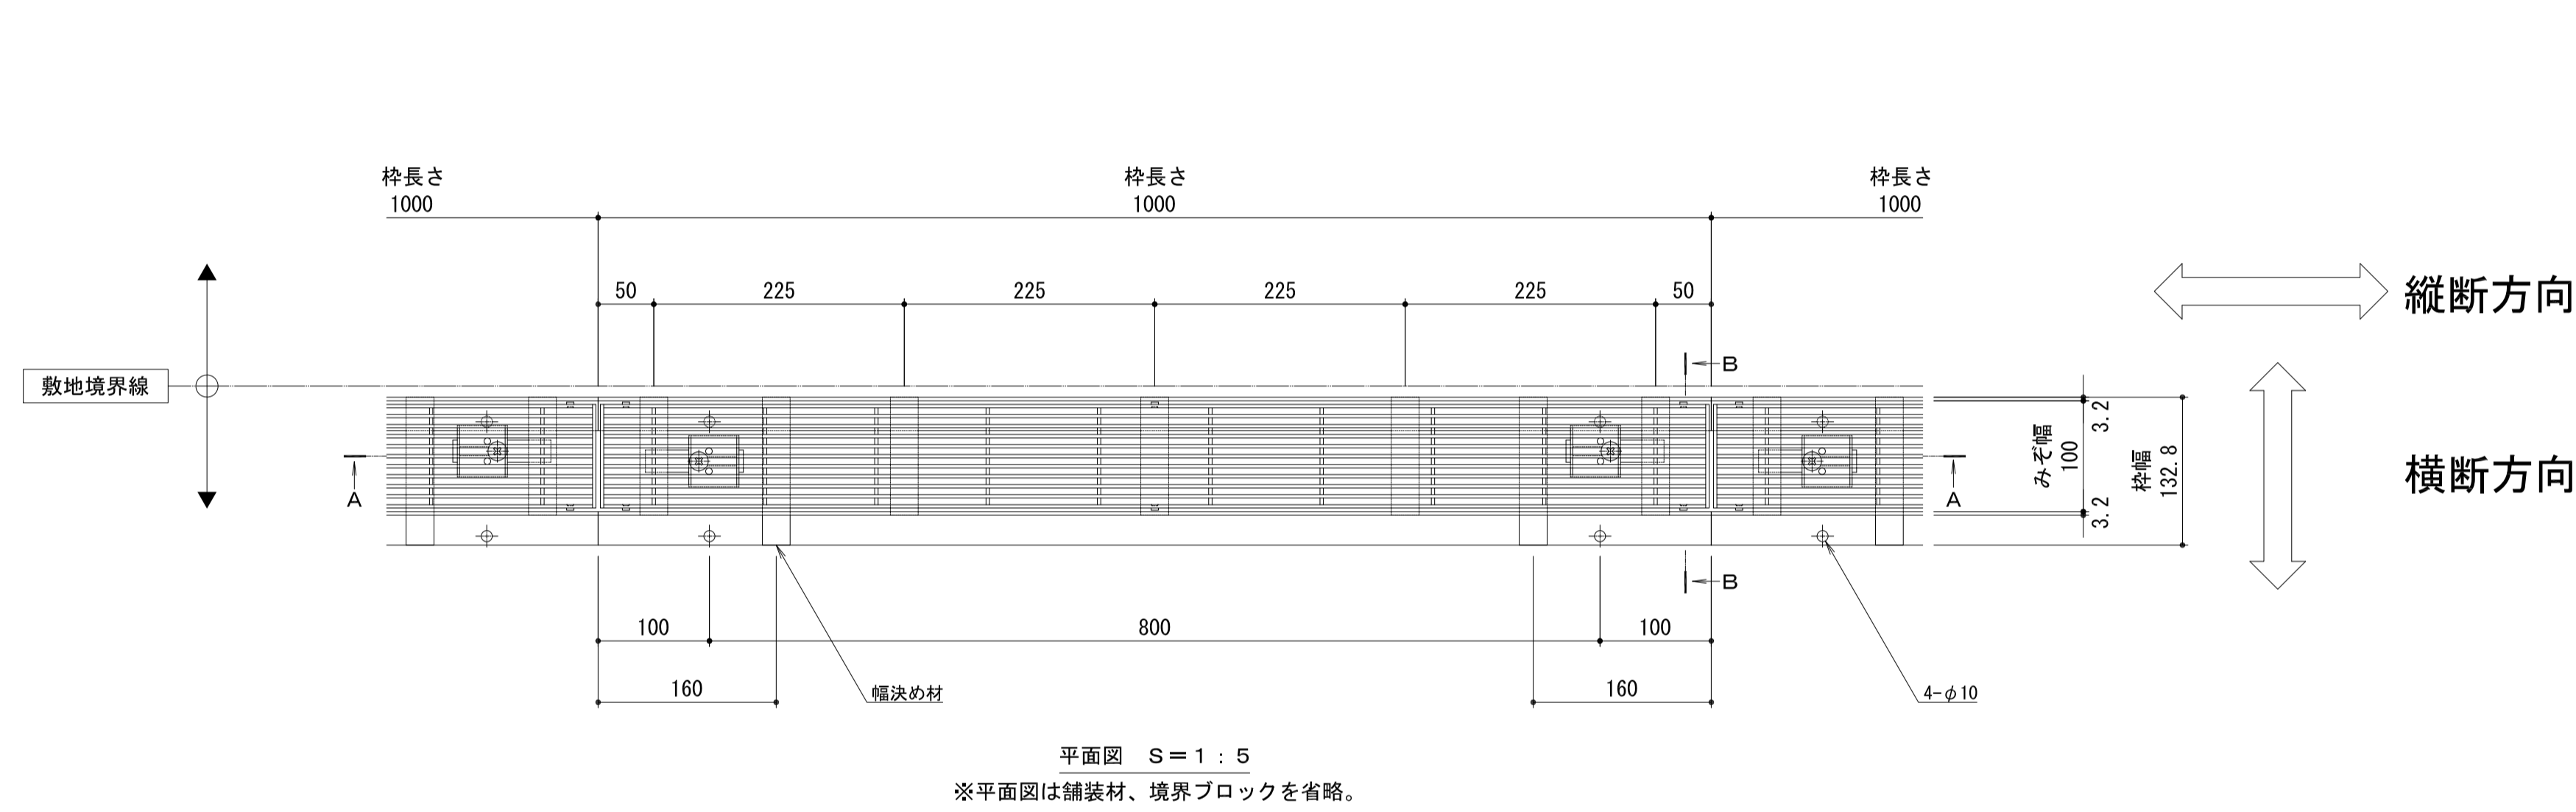 枠長さ
1000
枠長さ
1000
枠長さ
1000
50
225
225
225
225
50
縦断方向
敷地境界線
B
A
A
3.2
みぞ幅
100
3.2
枠幅
132.8
横断方向
B
100
800
100
160
幅決め材
160
4-φ10
平面図 S=1:5
※平面図は舗装材、境界ブロックを省略。